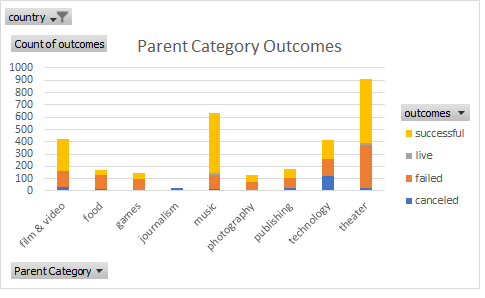 country
Count of outcomes
Parent Category Outcomes
1000
900
800
700
600
500
400
300
200
100
0
film & video
food
games
journalism
music
photography
publishing
technology
theater
outcomes
successful
live
failed
canceled
Parent Category